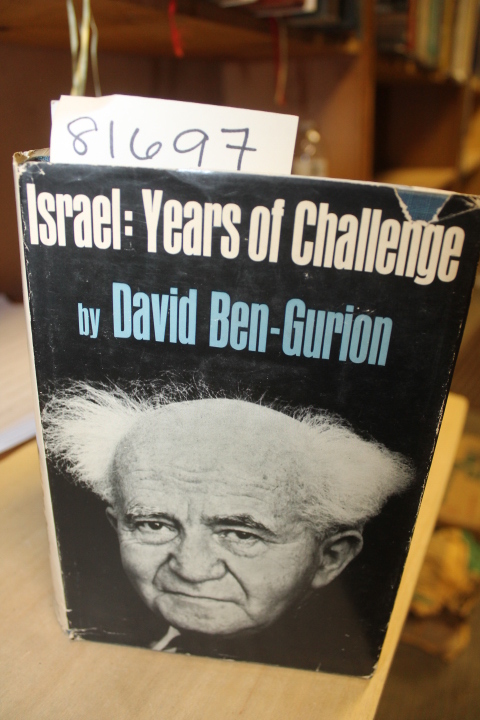 81697
Israel: Years of Challenge
by David Ben-Gurion